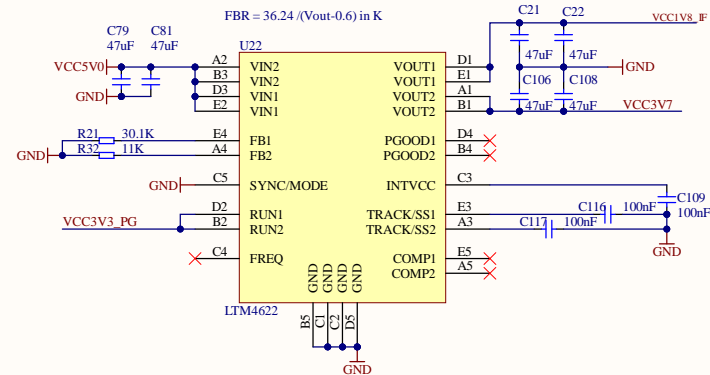 FBR = 36.24 /(Vout-0.6) in K
C79
47uF
C81
47uF
C21
47uF
C22
47uF
VCC1V8_IF
U22
VCC5V0
GND
A2
B3
D3
E2
VIN2
VIN2
VIN1
VIN1
VOUT1
VOUT1
VOUT2
VOUT2
D1
E1
A1
B1
GND
C106
47uF
C108
47uF
VCC3V7
R21
30.1K
R32
11K
GND
E4
A4
FB1
FB2
PGOOD1
PGOOD2
D4
B4
GND
C5
SYNC/MODE
INTVCC
C3
C109
100nF
VCC3V3_PG
D2
B2
RUN1
RUN2
TRACK/SS1
TRACK/SS2
E3
A3
C116
100nF
C117
100nF
GND
C4
FREQ
COMP1
COMP2
E5
A5
GND
GND
GND
GND
LTM4622
B5
C1
C2
D5
GND